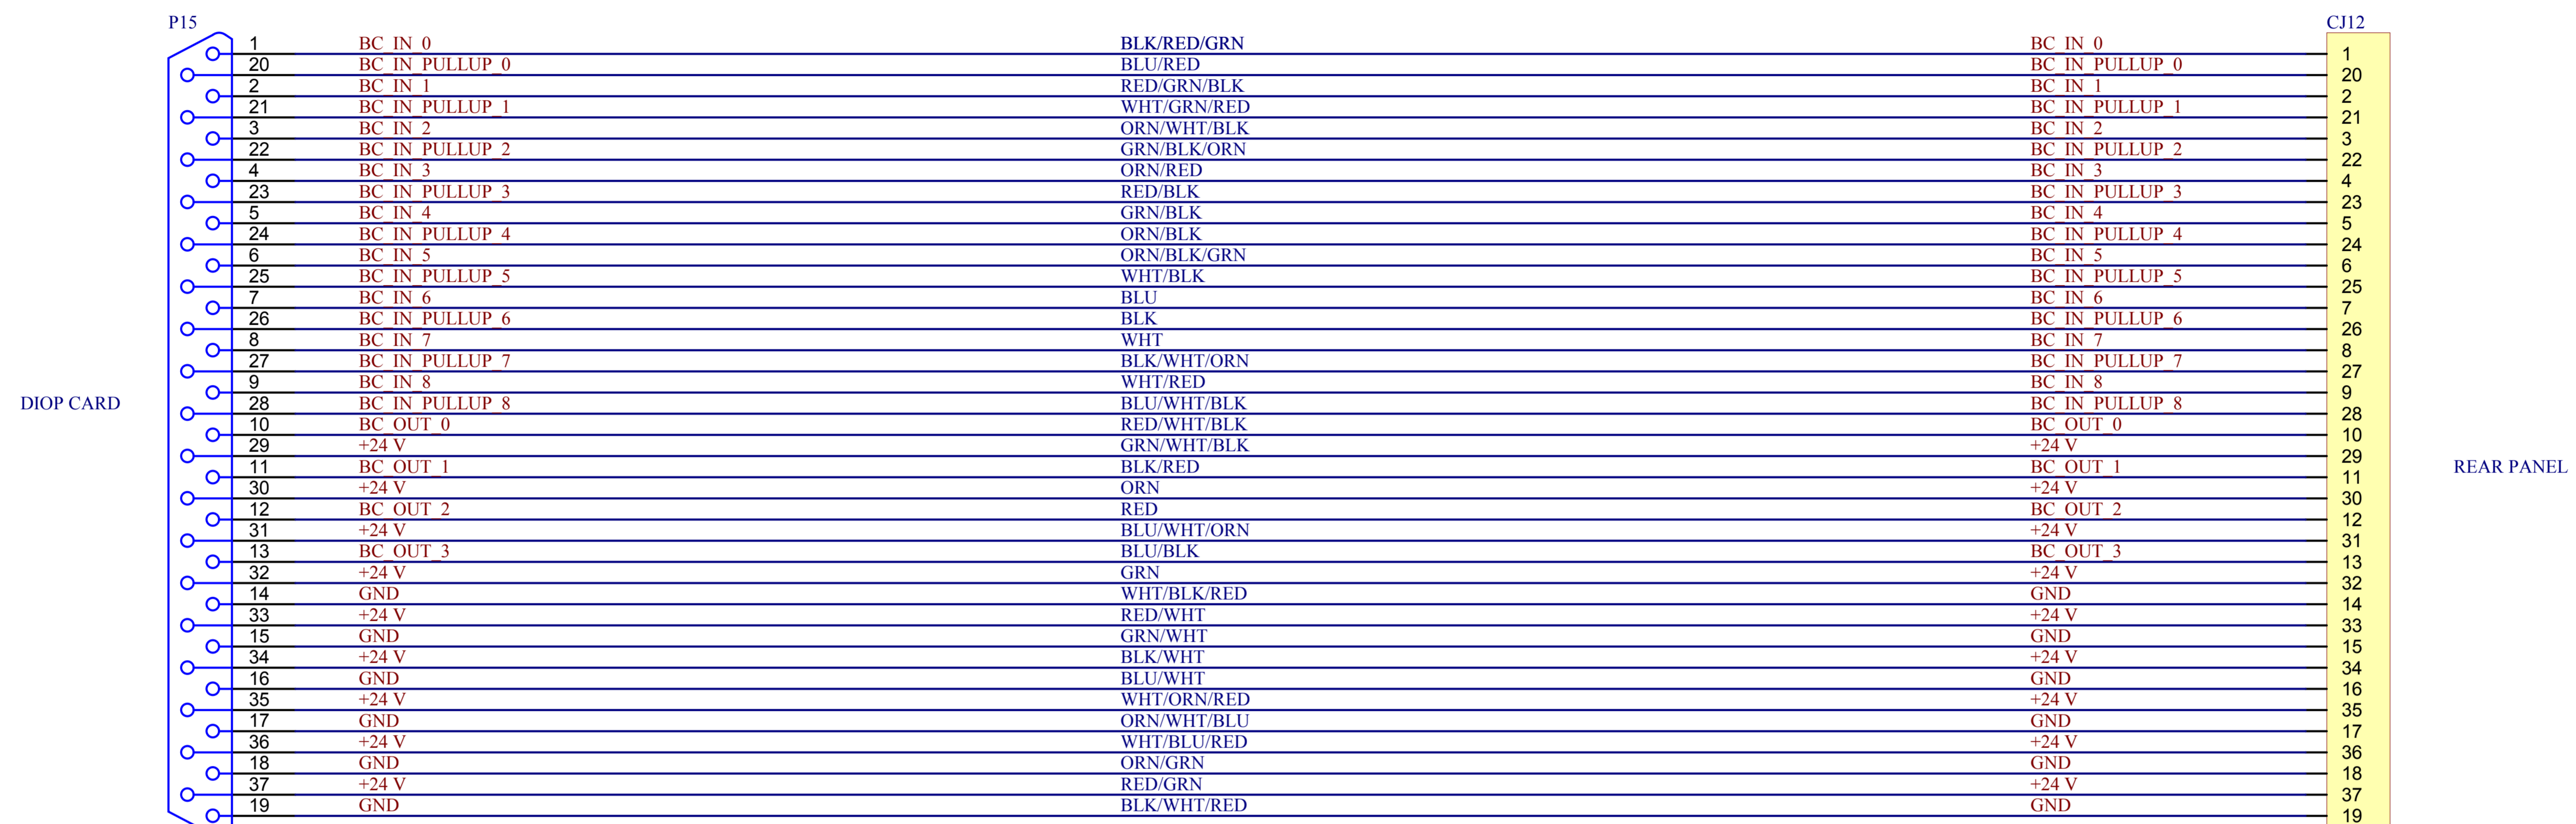 P15 CJ12
1 BC_IN_0 BLK/RED/GRN BC_IN_0 1
20 BC_IN_PULLUP_0 BLU/RED BC_IN_PULLUP_0 20
2 BC_IN_1 RED/GRN/BLK BC_IN_1 2
21 BC_IN_PULLUP_1 WHT/GRN/RED BC_IN_PULLUP_1 21
3 BC_IN_2 ORN/WHT/BLK BC_IN_2 3
22 BC_IN_PULLUP_2 GRN/BLK/ORN BC_IN_PULLUP_2 22
4 BC_IN_3 ORN/RED BC_IN_3 4
23 BC_IN_PULLUP_3 RED/BLK BC_IN_PULLUP_3 23
5 BC_IN_4 GRN/BLK BC_IN_4 5
24 BC_IN_PULLUP_4 ORN/BLK BC_IN_PULLUP_4 24
6 BC_IN_5 ORN/BLK/GRN BC_IN_5 6
25 BC_IN_PULLUP_5 WHT/BLK BC_IN_PULLUP_5 25
7 BC_IN_6 BLU BC_IN_6 7
26 BC_IN_PULLUP_6 BLK BC_IN_PULLUP_6 26
8 BC_IN_7 WHT BC_IN_7 8
27 BC_IN_PULLUP_7 BLK/WHT/ORN BC_IN_PULLUP_7 27
9 BC_IN_8 WHT/RED BC_IN_8 9
DIOP CARD 28 BC_IN_PULLUP_8 BLU/WHT/BLK BC_IN_PULLUP_8 28
10 BC_OUT_0 RED/WHT/BLK BC_OUT_0 10
29 +24 V GRN/WHT/BLK +24 V 29
11 BC_OUT_1 BLK/RED BC_OUT_1 11 REAR PANEL
30 +24 V ORN +24 V 30
12 BC_OUT_2 RED BC_OUT_2 12
31 +24 V BLU/WHT/ORN +24 V 31
13 BC_OUT_3 BLU/BLK BC_OUT_3 13
32 +24 V GRN +24 V 32
14 GND WHT/BLK/RED GND 14
33 +24 V RED/WHT +24 V 33
15 GND GRN/WHT GND 15
34 +24 V BLK/WHT +24 V 34
16 GND BLU/WHT GND 16
35 +24 V WHT/ORN/RED +24 V 35
17 GND ORN/WHT/BLU GND 17
36 +24 V WHT/BLU/RED +24 V 36
18 GND ORN/GRN GND 18
37 +24 V RED/GRN +24 V 37
19 GND BLK/WHT/RED GND 19